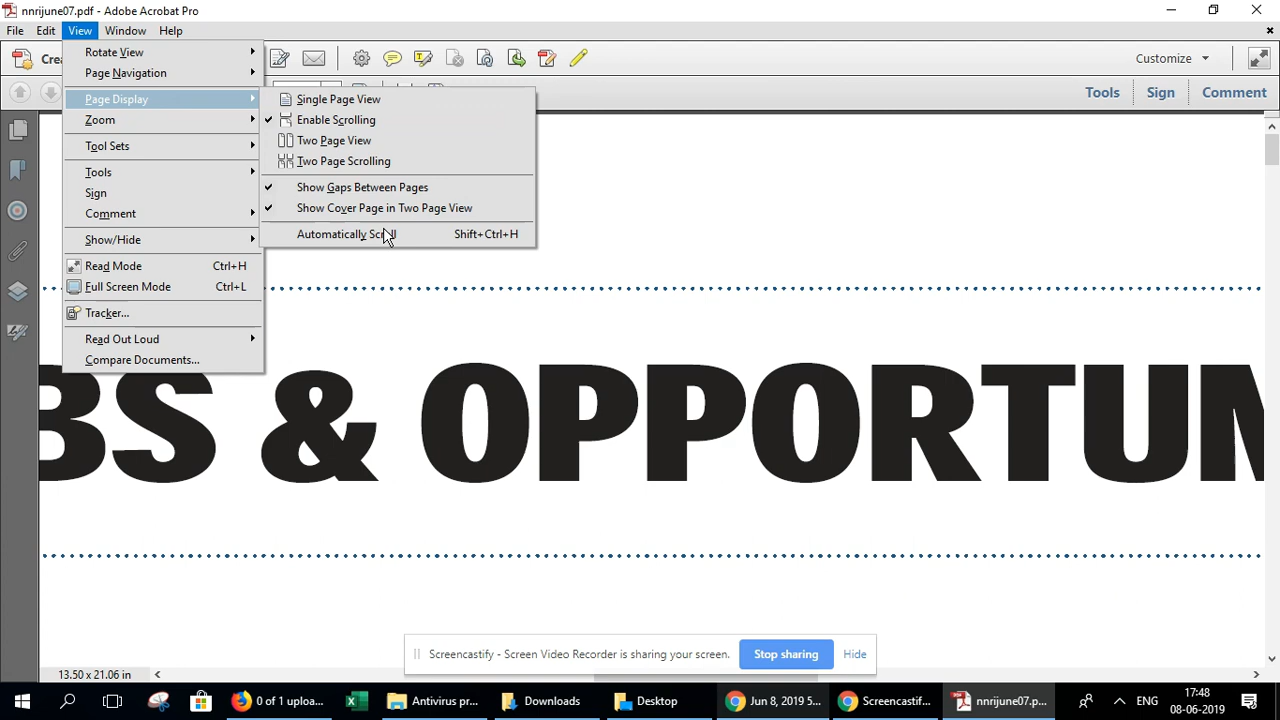 nnrijune07.pdf - Adobe Acrobat Pro
File Edit View Window Help
Crea
Customize
Tools Sign Comment
Rotate View
Page Navigation
Page Display
Zoom
Tool Sets
Tools
Sign
Comment
Show/Hide
Read Mode Ctrl+H
Full Screen Mode Ctrl+L
Tracker...
Read Out Loud
Compare Documents...
Single Page View
Enable Scrolling
Two Page View
Two Page Scrolling
Show Gaps Between Pages
Show Cover Page in Two Page View
Automatically Scroll Shift+Ctrl+H
BS & OPPORTUN
Screencastify - Screen Video Recorder is sharing your screen. Stop sharing Hide
13.50 x 21.06 in
0 of 1 uploa... Antivirus pr... Downloads Desktop Jun 8, 2019 5... Screencastif... nnrijune07.p... ENG 17:48
08-06-2019